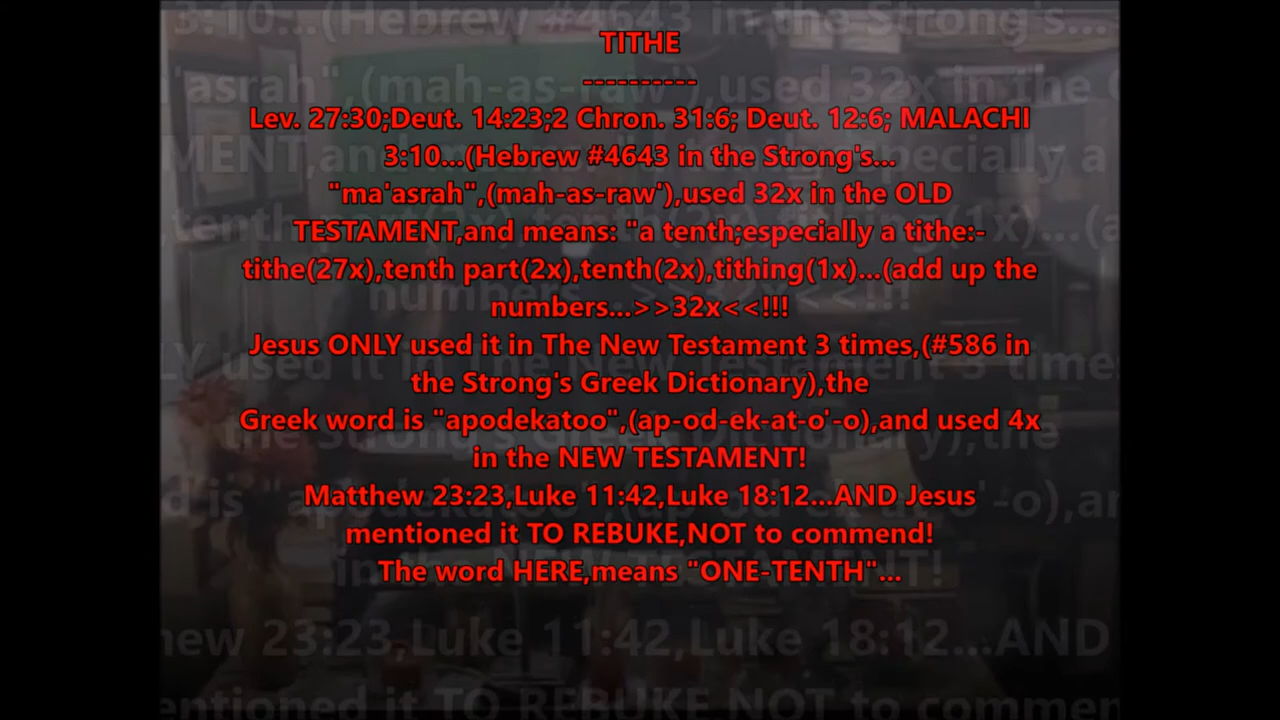 TITHE
----------
Lev. 27:30;Deut. 14:23;2 Chron. 31:6; Deut. 12:6; MALACHI
3:10...(Hebrew #4643 in the Strong's...
"ma'asrah",(mah-as-raw'),used 32x in the OLD
TESTAMENT,and means: "a tenth;especially a tithe:-
tithe(27x),tenth part(2x),tenth(2x),tithing(1x)...(add up the
numbers...>>32x<<!!!
Jesus ONLY used it in The New Testament 3 times,(#586 in
the Strong's Greek Dictionary),the
Greek word is "apodekatoo",(ap-od-ek-at-o'-o),and used 4x
in the NEW TESTAMENT!
Matthew 23:23,Luke 11:42,Luke 18:12...AND Jesus
mentioned it TO REBUKE,NOT to commend!
The word HERE,means "ONE-TENTH"...